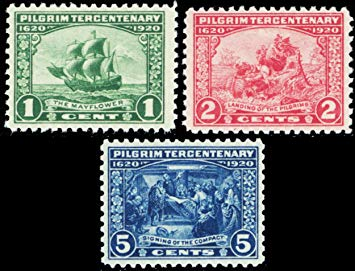 PILGRIM TERCENTENARY
1620 1920
THE MAYFLOWER
1 CENT 1
PILGRIM TERCENTENARY
1620 1920
LANDING OF THE PILGRIMS
2 CENTS 2
PILGRIM TERCENTENARY
1620 1920
SIGNING OF THE COMPACT
5 CENTS 5